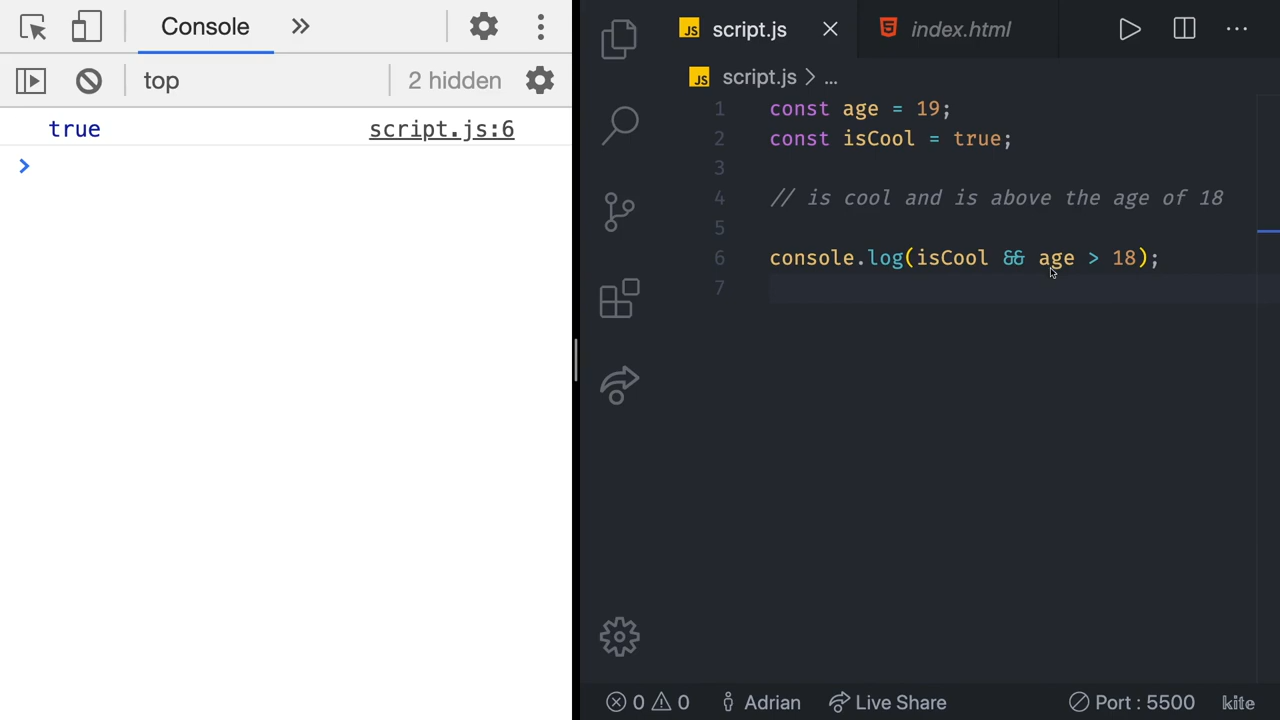 Console
top
2 hidden
true script.js:6
script.js
index.html
script.js
1 const age = 19;
2 const isCool = true;
3
4 // is cool and is above the age of 18
5
6 console.log(isCool && age > 18);
7
0 0 Adrian Live Share Port : 5500 kite